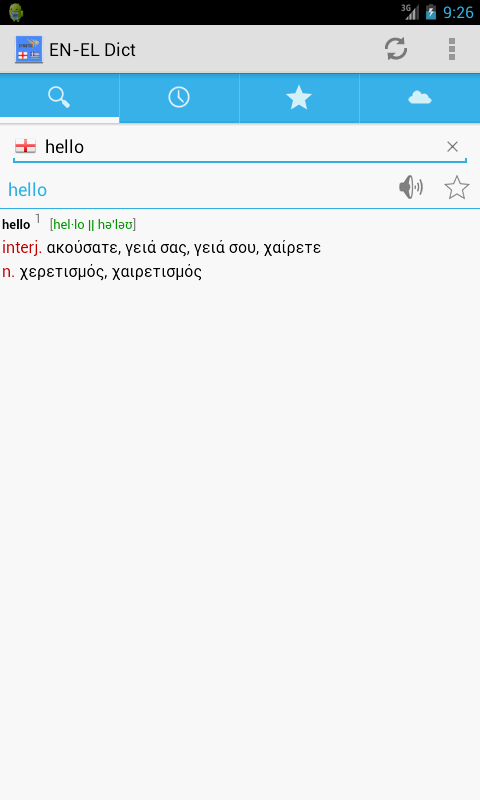 3G 9:26
EN-EL Dict
hello
hello
hello 1 [hel·lo || hə'ləʊ]
interj. ακούσατε, γειά σας, γειά σου, χαίρετε
n. χερετισμός, χαιρετισμός